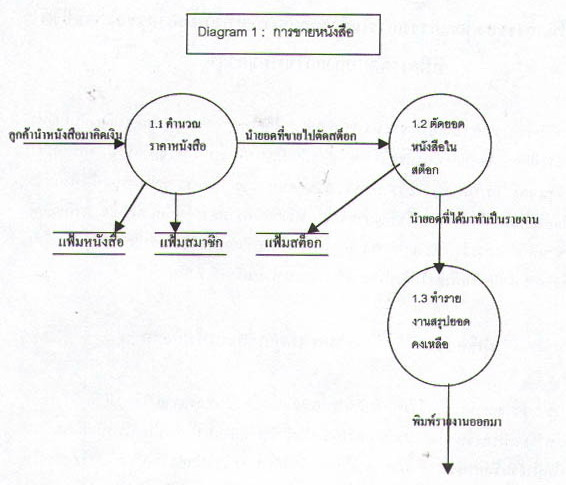 Diagram 1 : การขายหนังสือ
ลูกค้านำหนังสือมาคิดเงิน
1.1 คำนวณ
ราคาหนังสือ
นำยอดที่ขายไปตัดสต็อก
1.2 ตัดยอด
หนังสือใน
สต็อก
แฟ้มหนังสือ
แฟ้มสมาชิก
แฟ้มสต็อก
นำยอดที่ได้มาทำเป็นรายงาน
1.3 ทำราย
งานสรุปยอด
คงเหลือ
พิมพ์รายงานออกมา